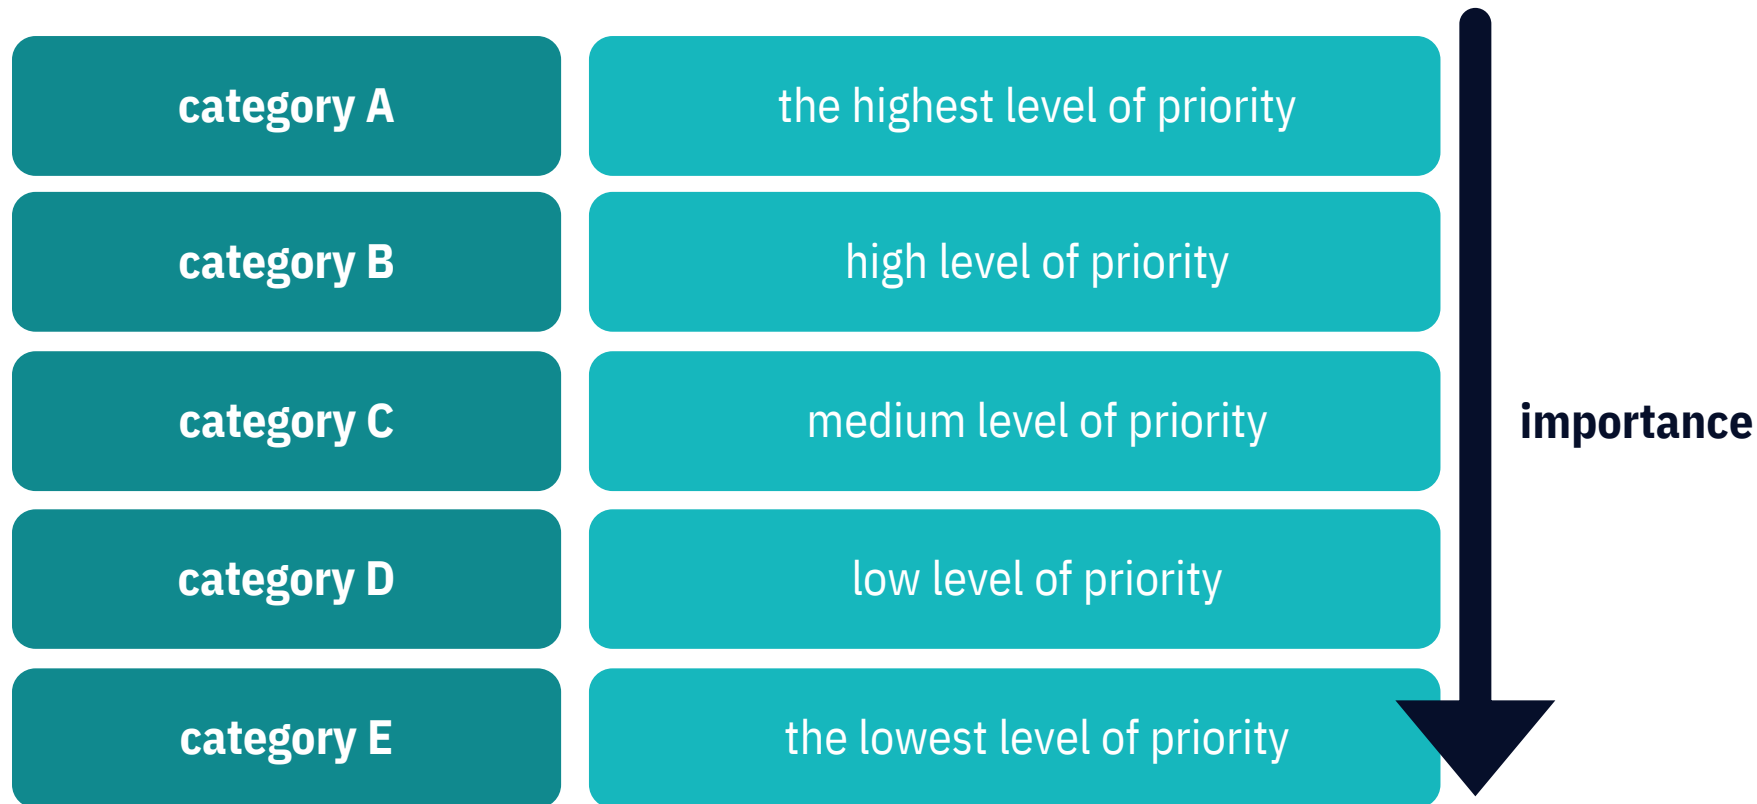 category A
the highest level of priority
category B
high level of priority
category C
medium level of priority
importance
category D
low level of priority
category E
the lowest level of priority